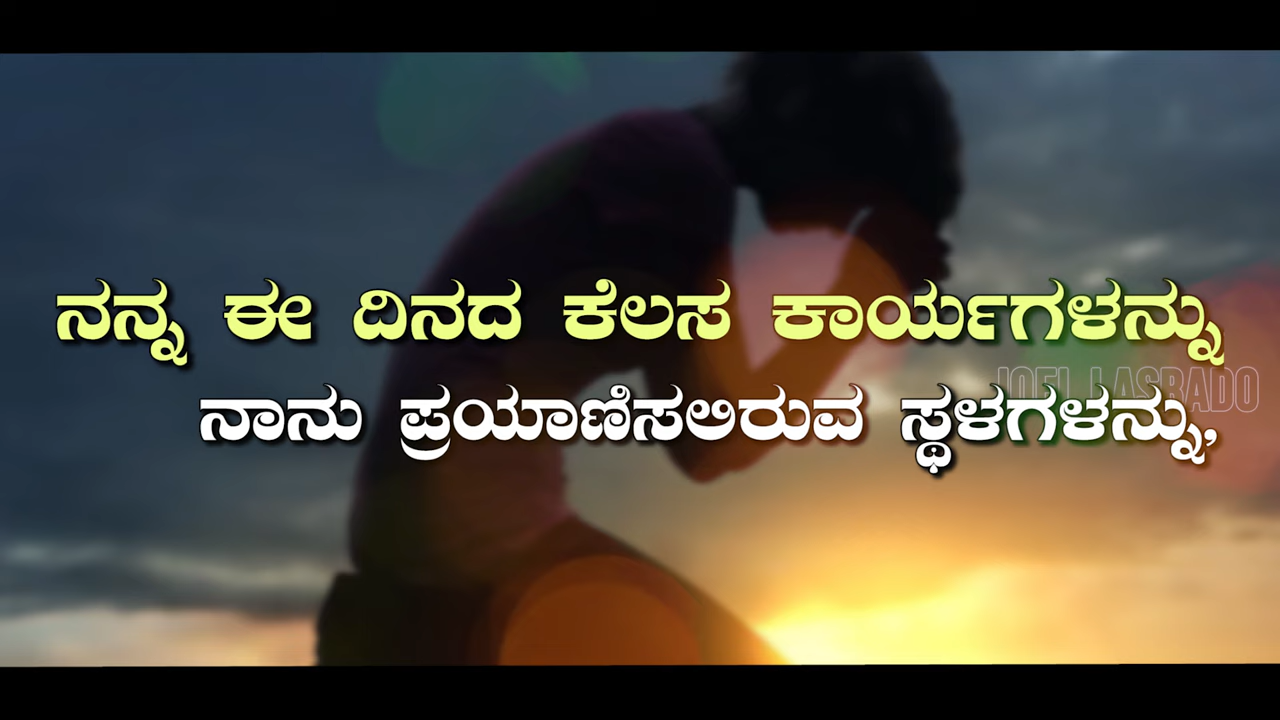 ನನ್ನ ಈ ದಿನದ ಕೆಲಸ ಕಾರ್ಯಗಳನ್ನು
ನಾನು ಪ್ರಯಾಣಿಸಲಿರುವ ಸ್ಥಳಗಳನ್ನು,
JOEL LASRADO